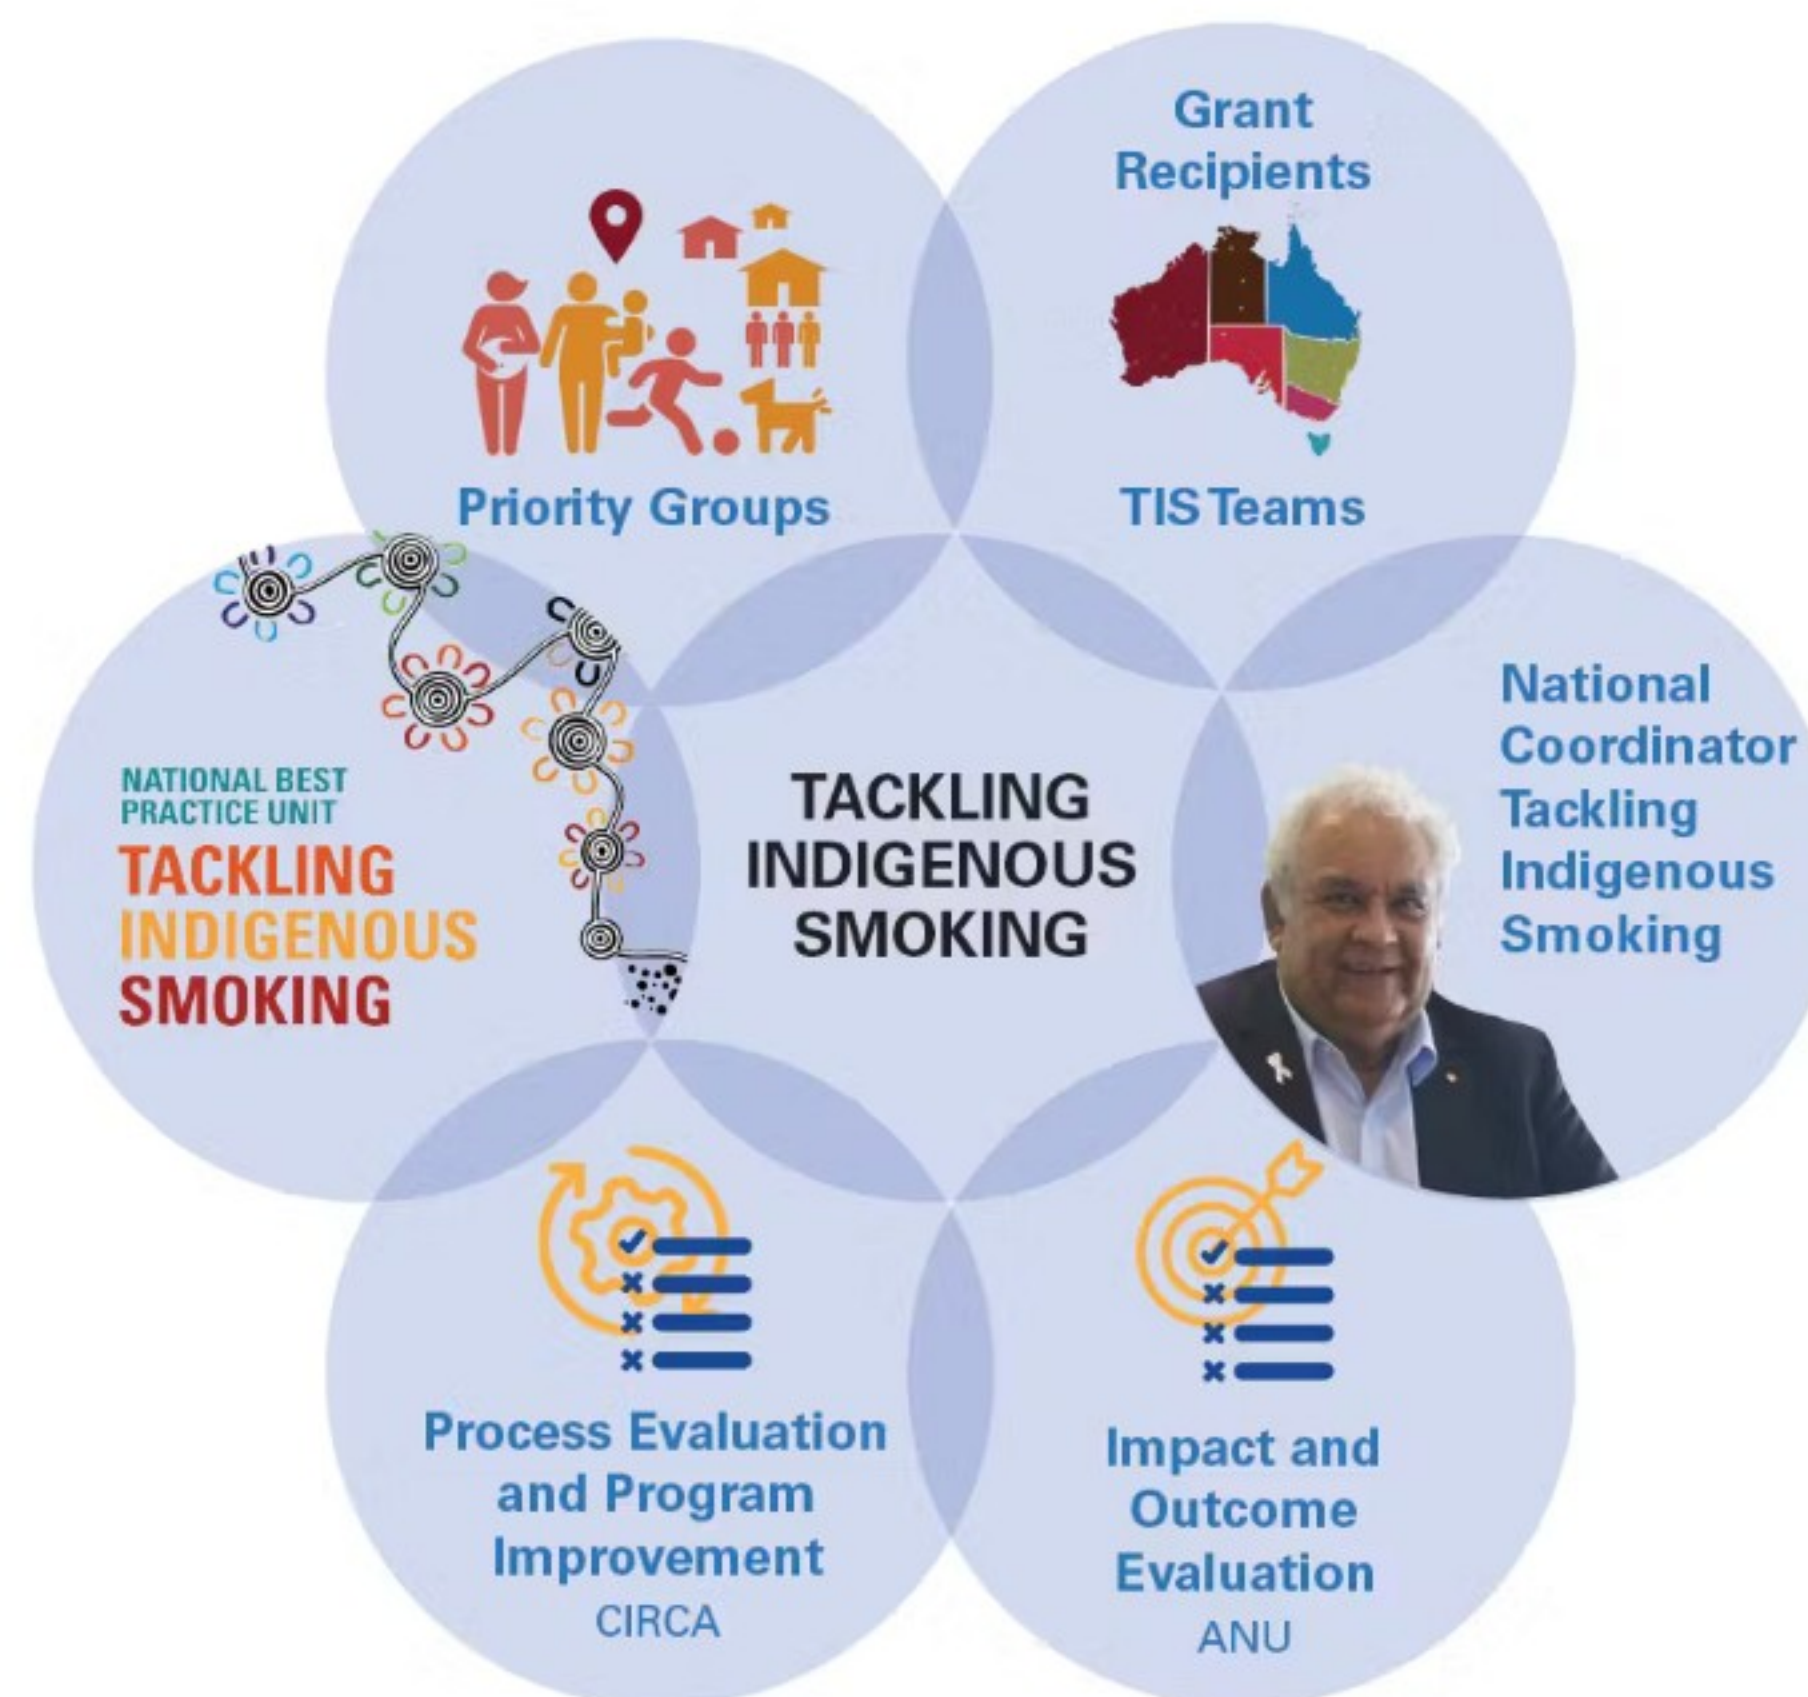 Grant
Recipients
TIS Teams
Priority Groups
National
Coordinator
Tackling
Indigenous
Smoking
NATIONAL BEST
PRACTICE UNIT
TACKLING
INDIGENOUS
SMOKING
TACKLING
INDIGENOUS
SMOKING
Process Evaluation
and Program
Improvement
CIRCA
Impact and
Outcome
Evaluation
ANU